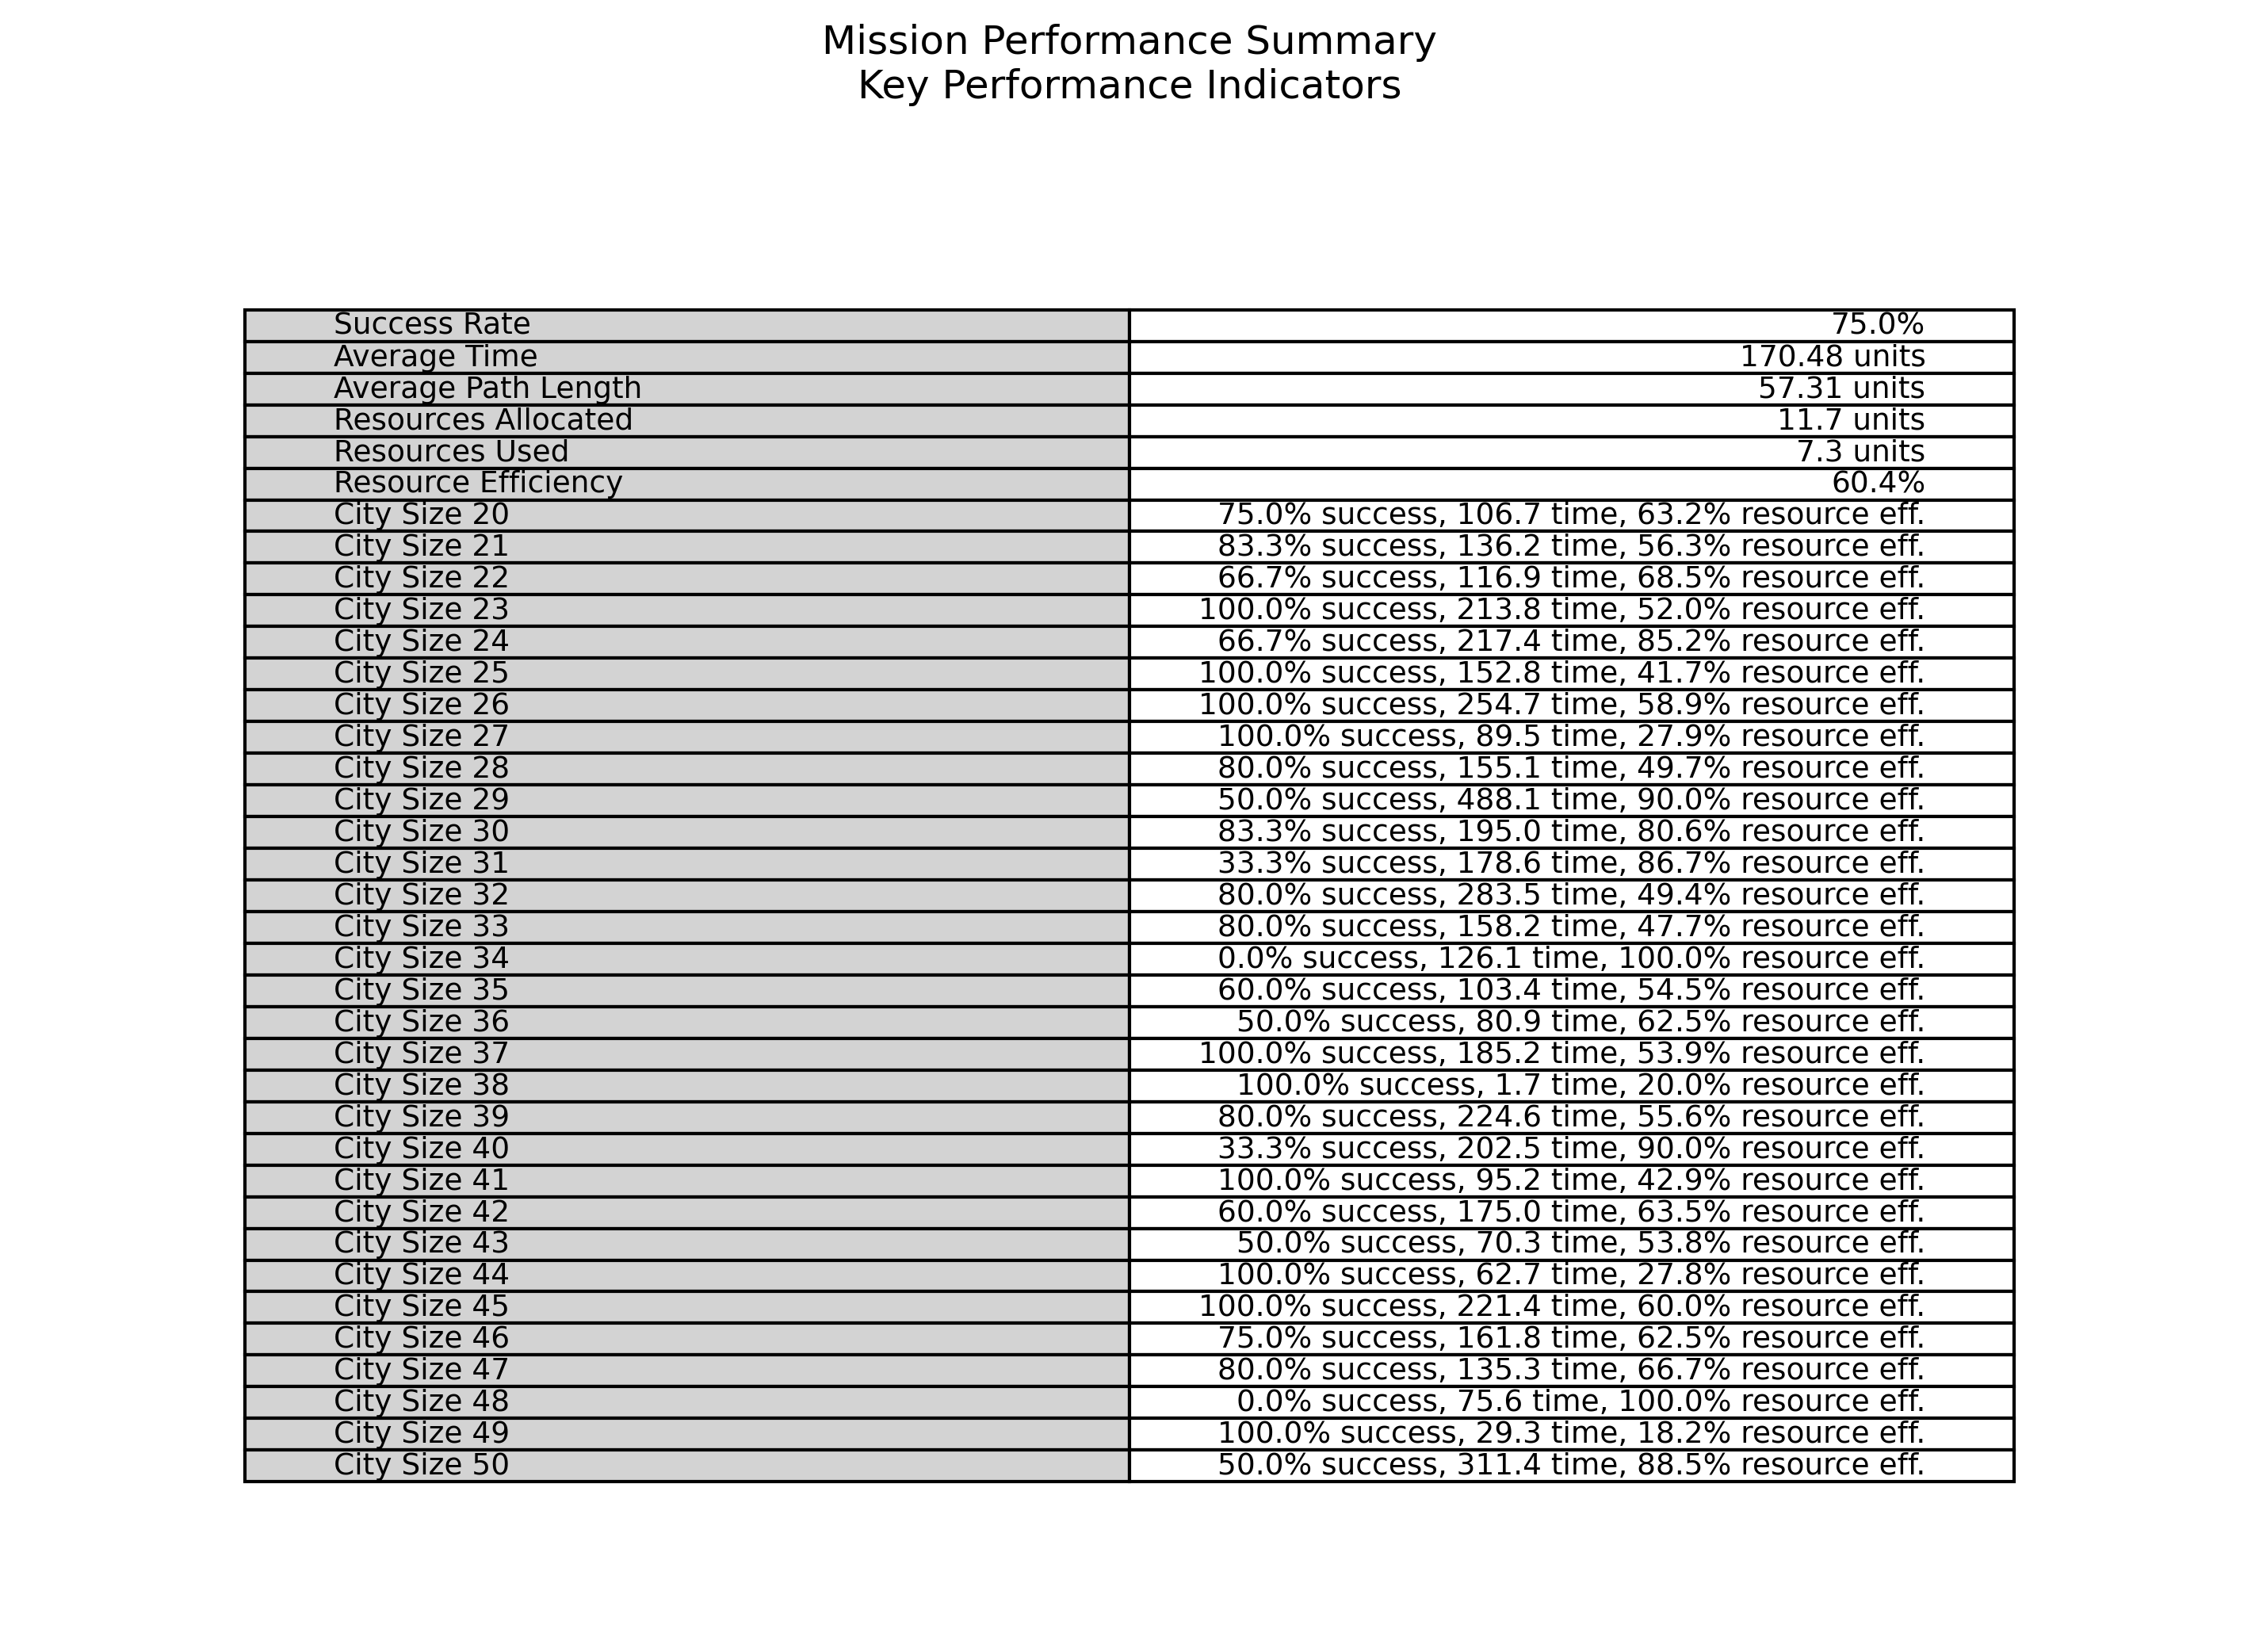 Mission Performance Summary
Key Performance Indicators
Success Rate 75.0%
Average Time 170.48 units
Average Path Length 57.31 units
Resources Allocated 11.7 units
Resources Used 7.3 units
Resource Efficiency 60.4%
City Size 20 75.0% success, 106.7 time, 63.2% resource eff.
City Size 21 83.3% success, 136.2 time, 56.3% resource eff.
City Size 22 66.7% success, 116.9 time, 68.5% resource eff.
City Size 23 100.0% success, 213.8 time, 52.0% resource eff.
City Size 24 66.7% success, 217.4 time, 85.2% resource eff.
City Size 25 100.0% success, 152.8 time, 41.7% resource eff.
City Size 26 100.0% success, 254.7 time, 58.9% resource eff.
City Size 27 100.0% success, 89.5 time, 27.9% resource eff.
City Size 28 80.0% success, 155.1 time, 49.7% resource eff.
City Size 29 50.0% success, 488.1 time, 90.0% resource eff.
City Size 30 83.3% success, 195.0 time, 80.6% resource eff.
City Size 31 33.3% success, 178.6 time, 86.7% resource eff.
City Size 32 80.0% success, 283.5 time, 49.4% resource eff.
City Size 33 80.0% success, 158.2 time, 47.7% resource eff.
City Size 34 0.0% success, 126.1 time, 100.0% resource eff.
City Size 35 60.0% success, 103.4 time, 54.5% resource eff.
City Size 36 50.0% success, 80.9 time, 62.5% resource eff.
City Size 37 100.0% success, 185.2 time, 53.9% resource eff.
City Size 38 100.0% success, 1.7 time, 20.0% resource eff.
City Size 39 80.0% success, 224.6 time, 55.6% resource eff.
City Size 40 33.3% success, 202.5 time, 90.0% resource eff.
City Size 41 100.0% success, 95.2 time, 42.9% resource eff.
City Size 42 60.0% success, 175.0 time, 63.5% resource eff.
City Size 43 50.0% success, 70.3 time, 53.8% resource eff.
City Size 44 100.0% success, 62.7 time, 27.8% resource eff.
City Size 45 100.0% success, 221.4 time, 60.0% resource eff.
City Size 46 75.0% success, 161.8 time, 62.5% resource eff.
City Size 47 80.0% success, 135.3 time, 66.7% resource eff.
City Size 48 0.0% success, 75.6 time, 100.0% resource eff.
City Size 49 100.0% success, 29.3 time, 18.2% resource eff.
City Size 50 50.0% success, 311.4 time, 88.5% resource eff.